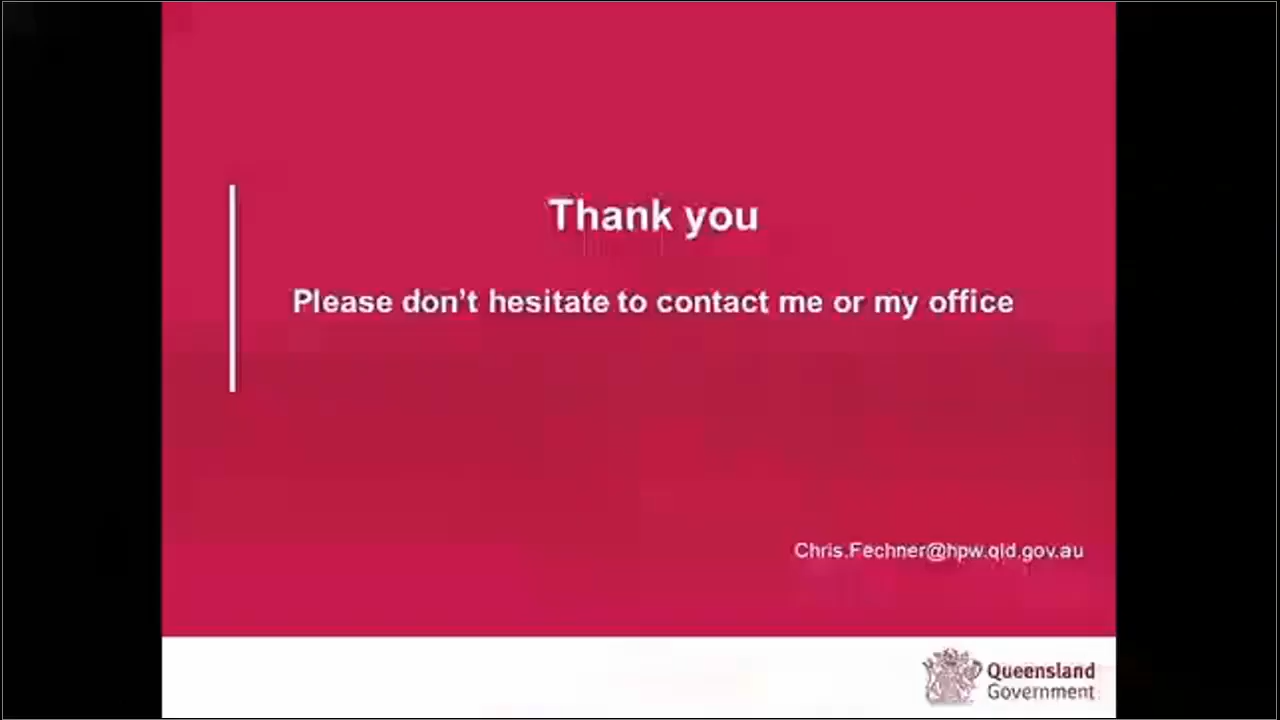 Thank you
Please don't hesitate to contact me or my office
Chris.Fechner@hpw.qld.gov.au
Queensland
Government